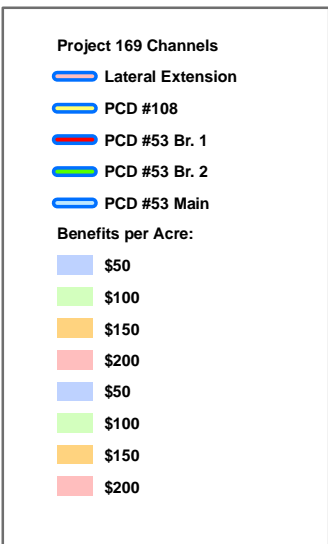 Project 169 Channels
Lateral Extension
PCD #108
PCD #53 Br. 1
PCD #53 Br. 2
PCD #53 Main
Benefits per Acre:
$50
$100
$150
$200
$50
$100
$150
$200